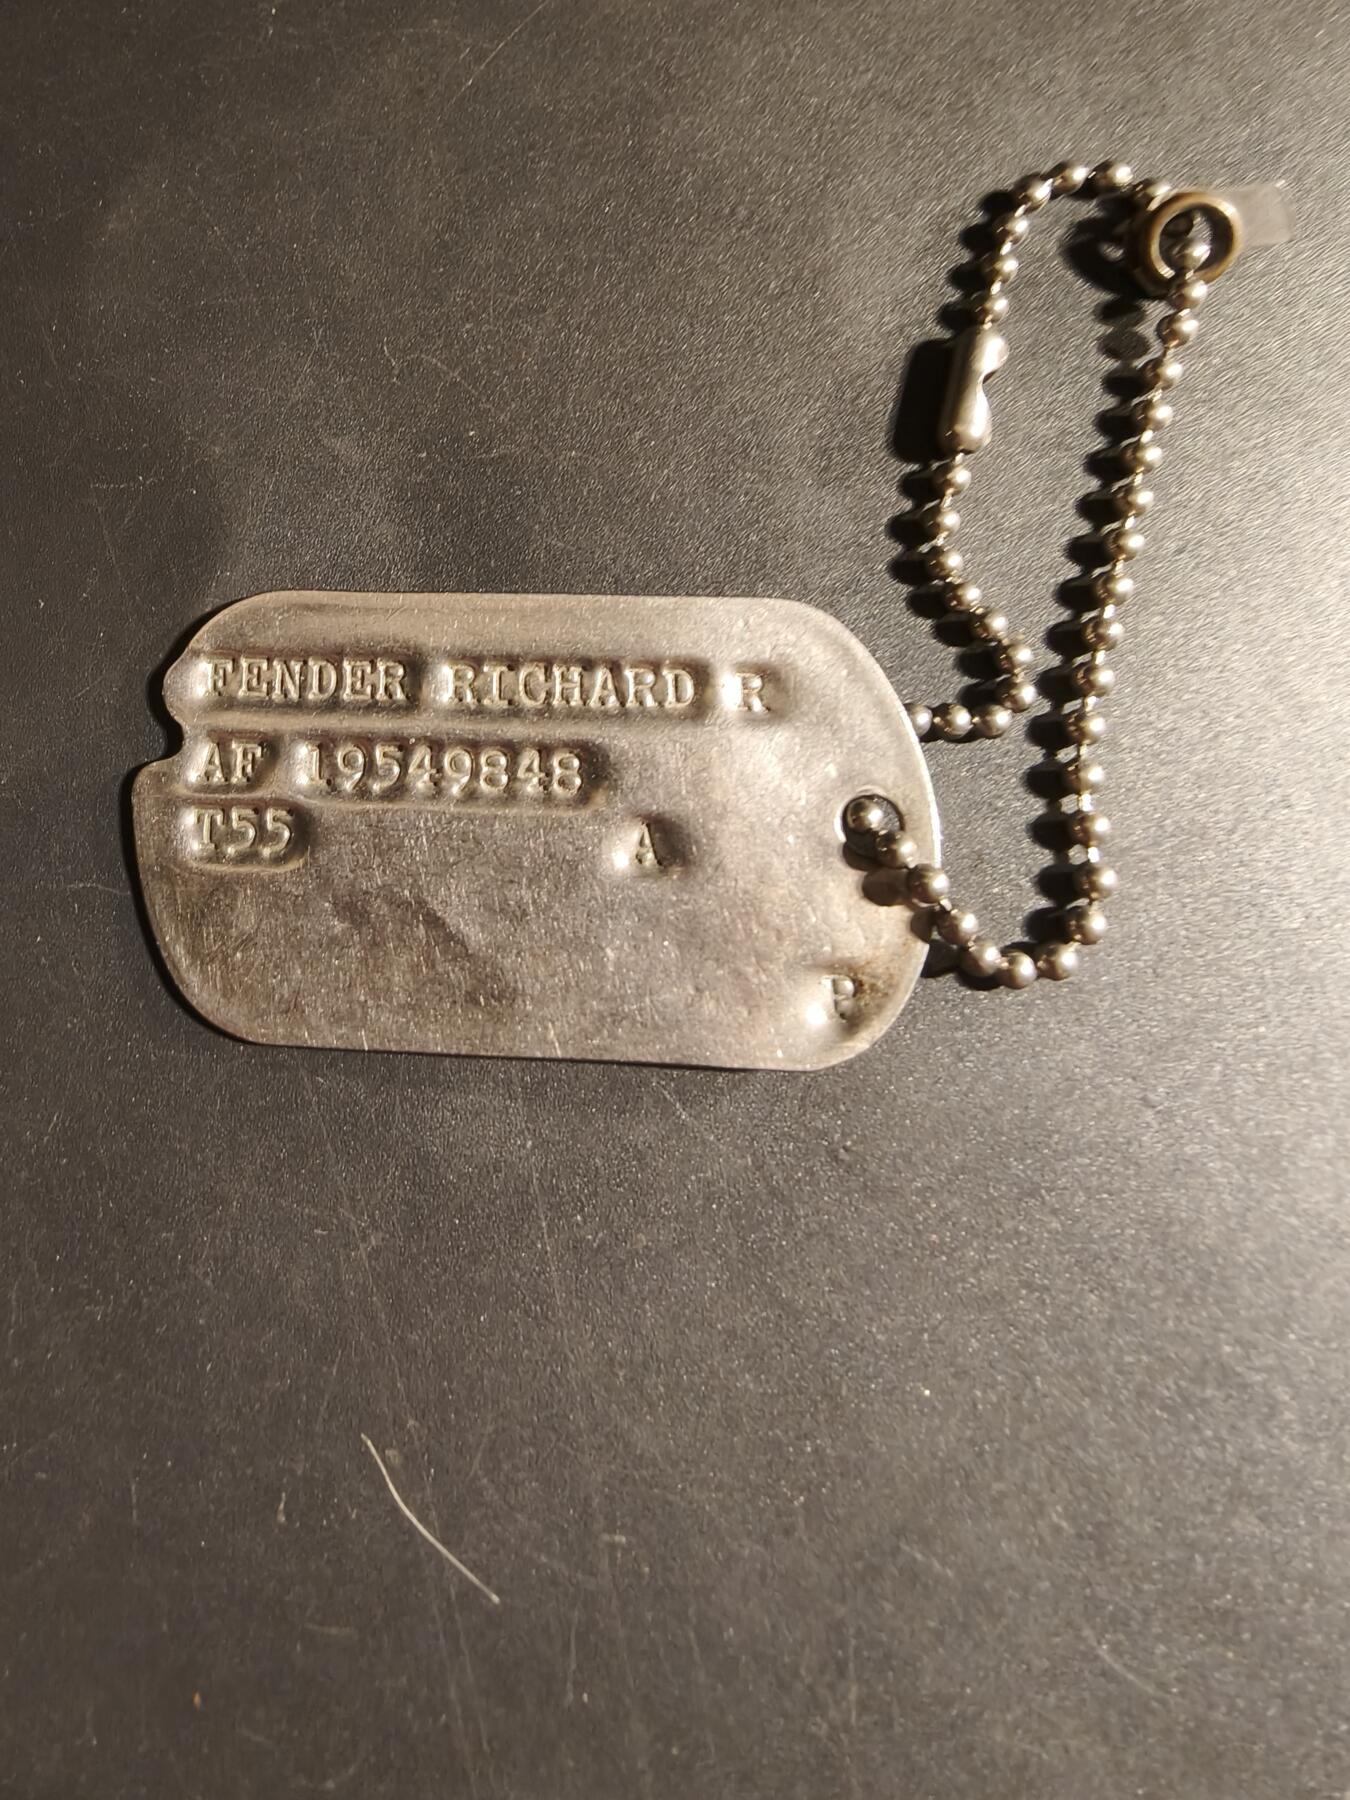 FENDER RICHARD R
AF 19549848
T55 A
P